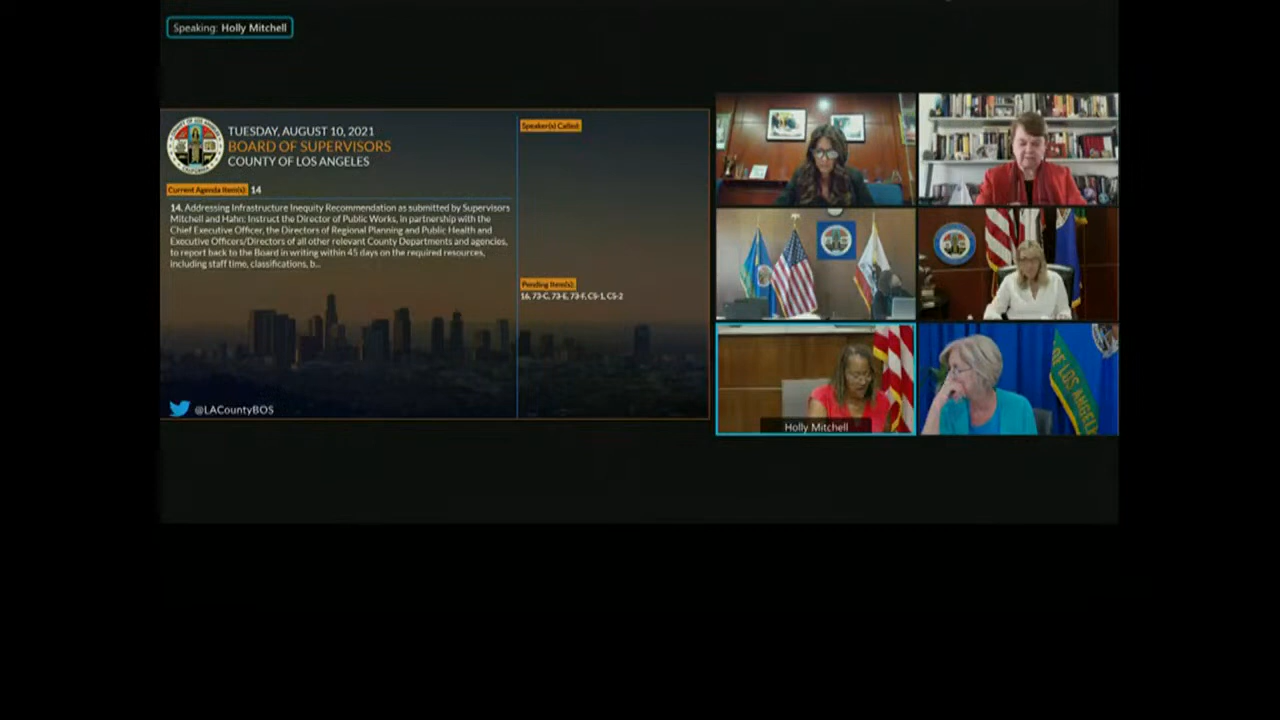 Speaking: Holly Mitchell
TUESDAY, AUGUST 10, 2021
BOARD OF SUPERVISORS
COUNTY OF LOS ANGELES
Current Agenda Item(s): 14
14. Addressing Infrastructure Inequity Recommendation as submitted by Supervisors
Mitchell and Hahn: Instruct the Director of Public Works, in partnership with the
Chief Executive Officer, the Directors of Regional Planning and Public Health and
Executive Officers/Directors of all other relevant County Departments and agencies,
to report back to the Board in writing within 45 days on the required resources,
including staff time, classifications, b...
@LACountyBOS
Speaker(s) Called:
Pending Item(s):
16, 73-C, 73-E, 73-F, CS-1, CS-2
Holly Mitchell
OF LOS ANGELES